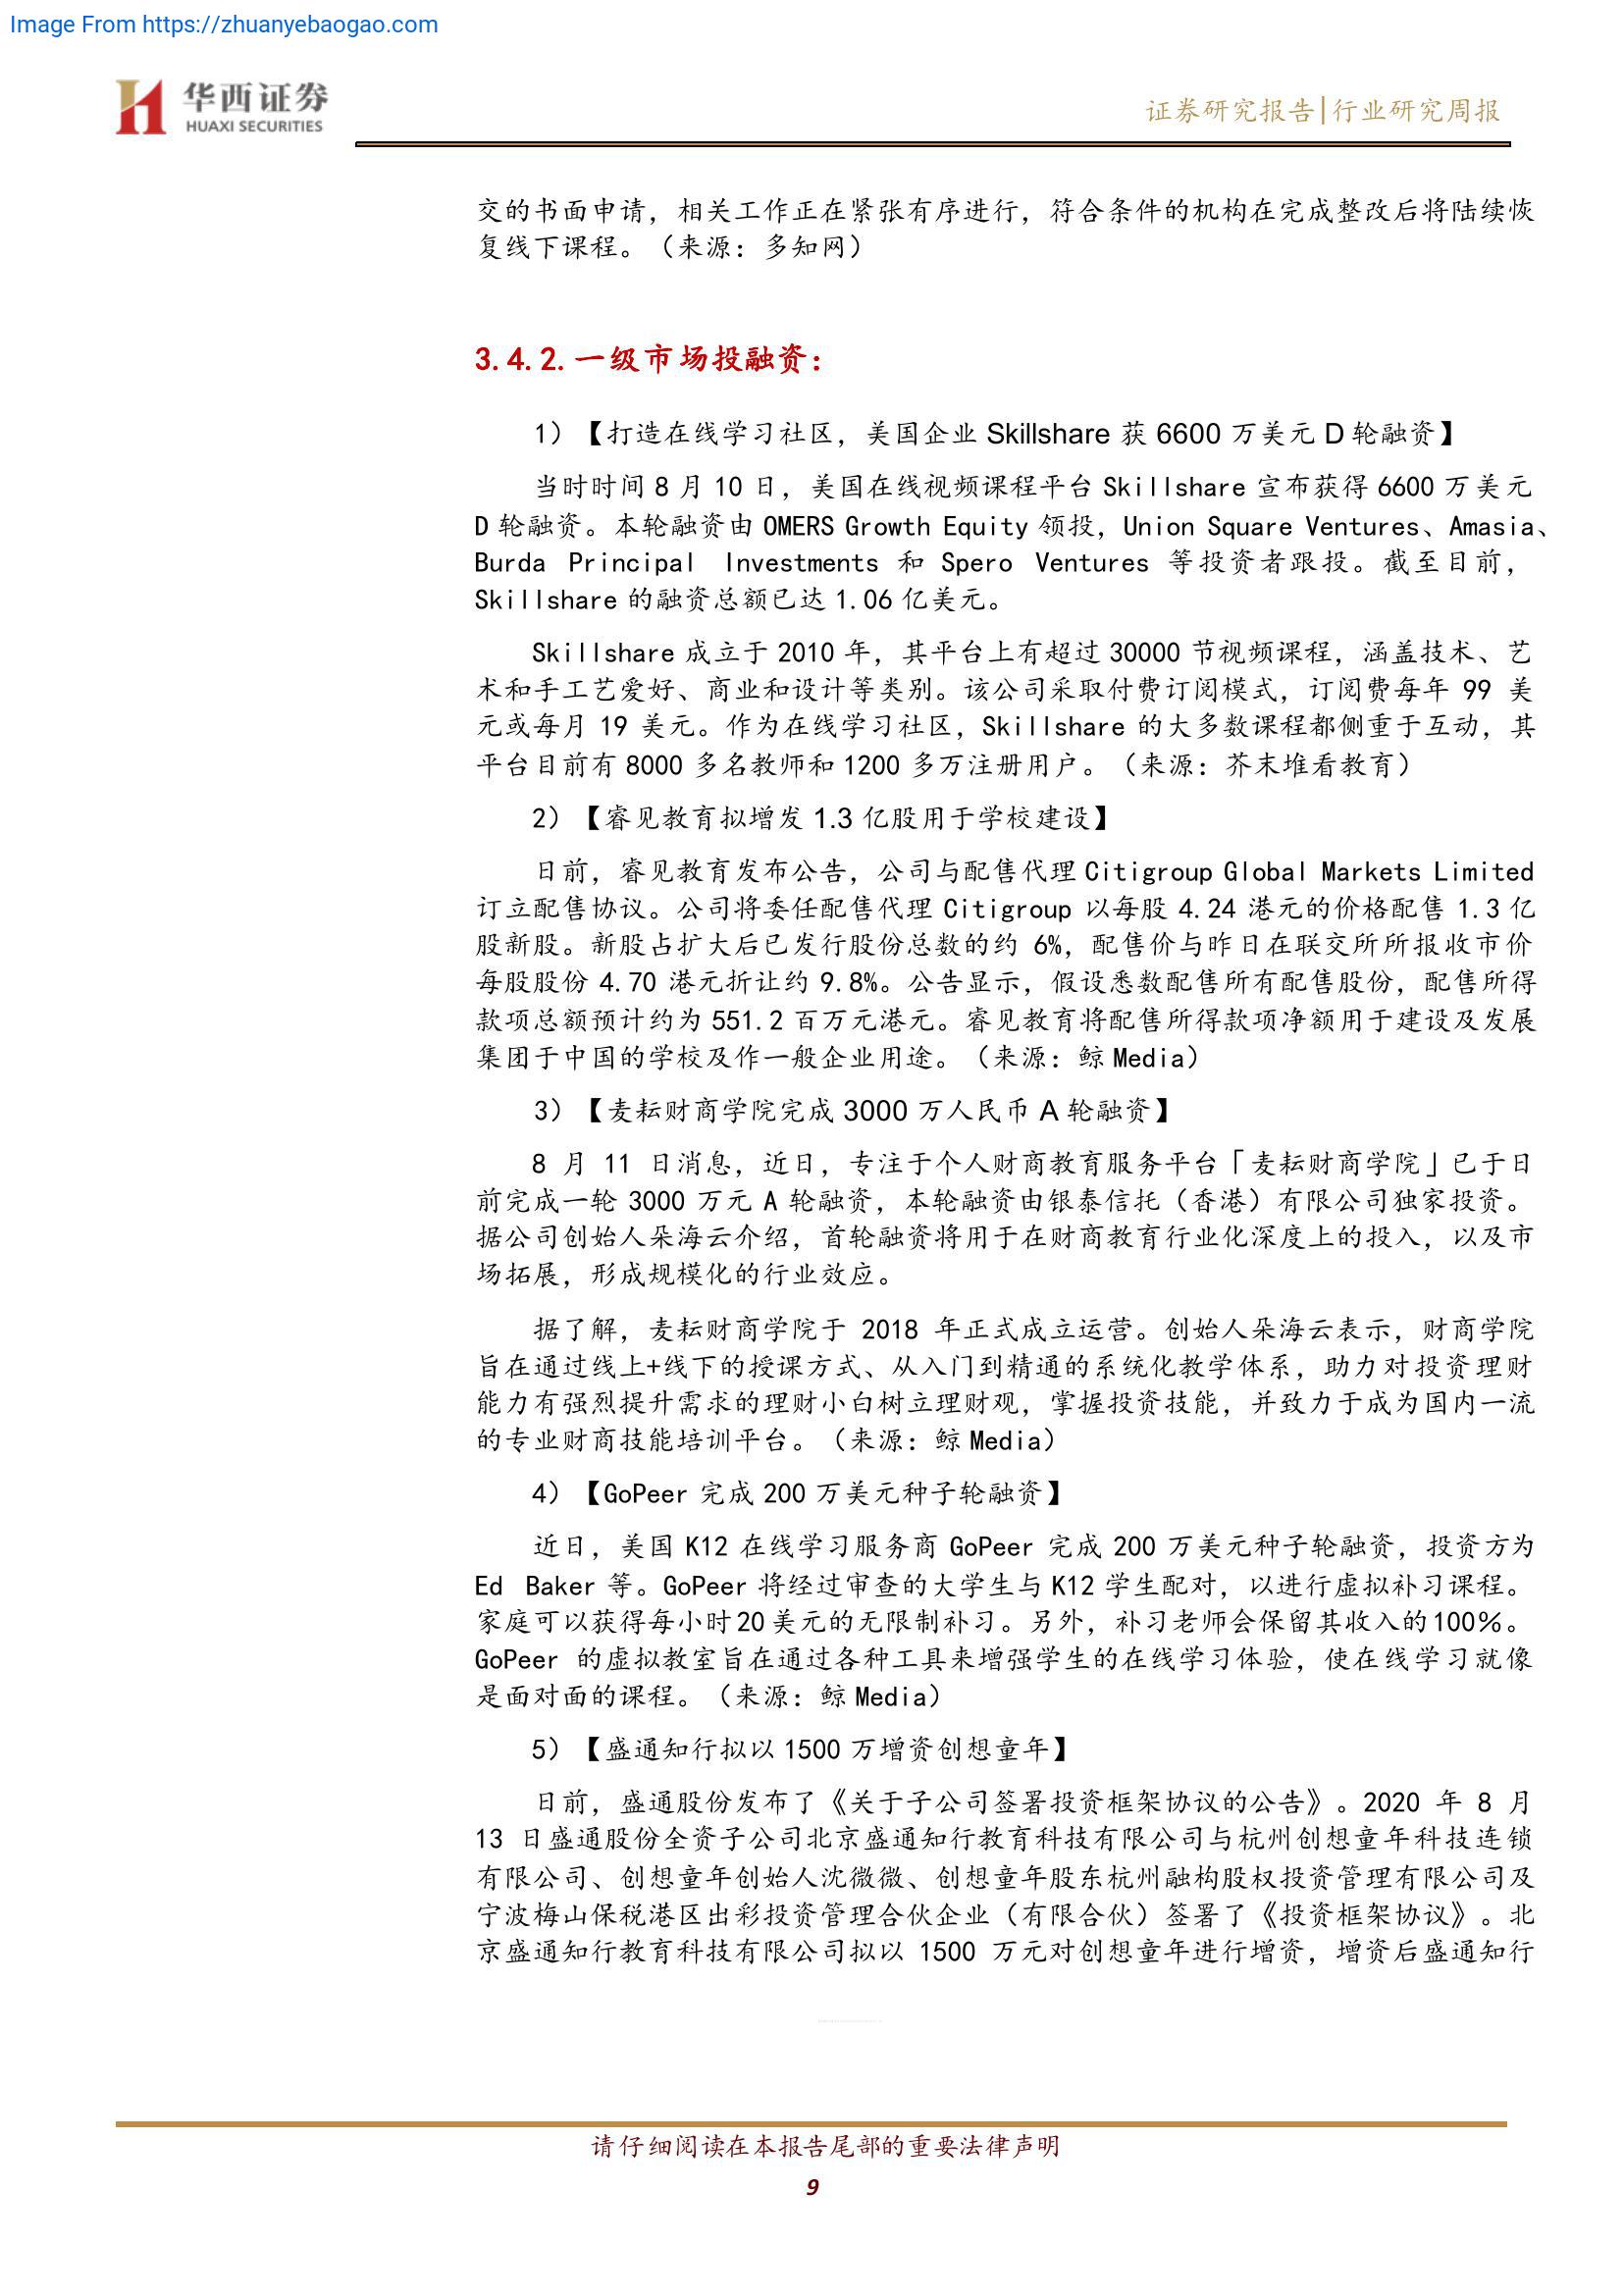 Image From https://zhuanyebaogao.com
华西证券
HUAXI SECURITIES
证券研究报告|行业研究周报
交的书面申请，相关工作正在紧张有序进行，符合条件的机构在完成整改后将陆续恢
复线下课程。（来源：多知网）
3.4.2.一级市场投融资：
1）【打造在线学习社区，美国企业 Skillshare 获 6600 万美元 D 轮融资】
当时时间 8 月 10 日，美国在线视频课程平台 Skillshare 宣布获得 6600 万美元
D 轮融资。本轮融资由 OMERS Growth Equity 领投，Union Square Ventures、Amasia、
Burda Principal Investments 和 Spero Ventures 等投资者跟投。截至目前，
Skillshare 的融资总额已达 1.06 亿美元。
Skillshare 成立于 2010 年，其平台上有超过 30000 节视频课程，涵盖技术、艺
术和手工艺爱好、商业和设计等类别。该公司采取付费订阅模式，订阅费每年 99 美
元或每月 19 美元。作为在线学习社区，Skillshare 的大多数课程都侧重于互动，其
平台目前有 8000 多名教师和 1200 多万注册用户。（来源：芥末堆看教育）
2）【睿见教育拟增发 1.3 亿股用于学校建设】
日前，睿见教育发布公告，公司与配售代理 Citigroup Global Markets Limited
订立配售协议。公司将委任配售代理 Citigroup 以每股 4.24 港元的价格配售 1.3 亿
股新股。新股占扩大后已发行股份总数的约 6%，配售价与昨日在联交所所报收市价
每股股份 4.70 港元折让约 9.8%。公告显示，假设悉数配售所有配售股份，配售所得
款项总额预计约为 551.2 百万元港元。睿见教育将配售所得款项净额用于建设及发展
集团于中国的学校及作一般企业用途。（来源：鲸 Media）
3）【麦耘财商学院完成 3000 万人民币 A 轮融资】
8 月 11 日消息，近日，专注于个人财商教育服务平台「麦耘财商学院」已于日
前完成一轮 3000 万元 A 轮融资，本轮融资由银泰信托（香港）有限公司独家投资。
据公司创始人朵海云介绍，首轮融资将用于在财商教育行业化深度上的投入，以及市
场拓展，形成规模化的行业效应。
据了解，麦耘财商学院于 2018 年正式成立运营。创始人朵海云表示，财商学院
旨在通过线上+线下的授课方式、从入门到精通的系统化教学体系，助力对投资理财
能力有强烈提升需求的理财小白树立理财观，掌握投资技能，并致力于成为国内一流
的专业财商技能培训平台。（来源：鲸 Media）
4）【GoPeer 完成 200 万美元种子轮融资】
近日，美国 K12 在线学习服务商 GoPeer 完成 200 万美元种子轮融资，投资方为
Ed Baker 等。GoPeer 将经过审查的大学生与 K12 学生配对，以进行虚拟补习课程。
家庭可以获得每小时 20 美元的无限制补习。另外，补习老师会保留其收入的 100％。
GoPeer 的虚拟教室旨在通过各种工具来增强学生的在线学习体验，使在线学习就像
是面对面的课程。（来源：鲸 Media）
5）【盛通知行拟以 1500 万增资创想童年】
日前，盛通股份发布了《关于子公司签署投资框架协议的公告》。2020 年 8 月
13 日盛通股份全资子公司北京盛通知行教育科技有限公司与杭州创想童年科技连锁
有限公司、创想童年创始人沈微微、创想童年股东杭州融构股权投资管理有限公司及
宁波梅山保税港区出彩投资管理合伙企业（有限合伙）签署了《投资框架协议》。北
京盛通知行教育科技有限公司拟以 1500 万元对创想童年进行增资，增资后盛通知行
请仔细阅读在本报告尾部的重要法律声明
9